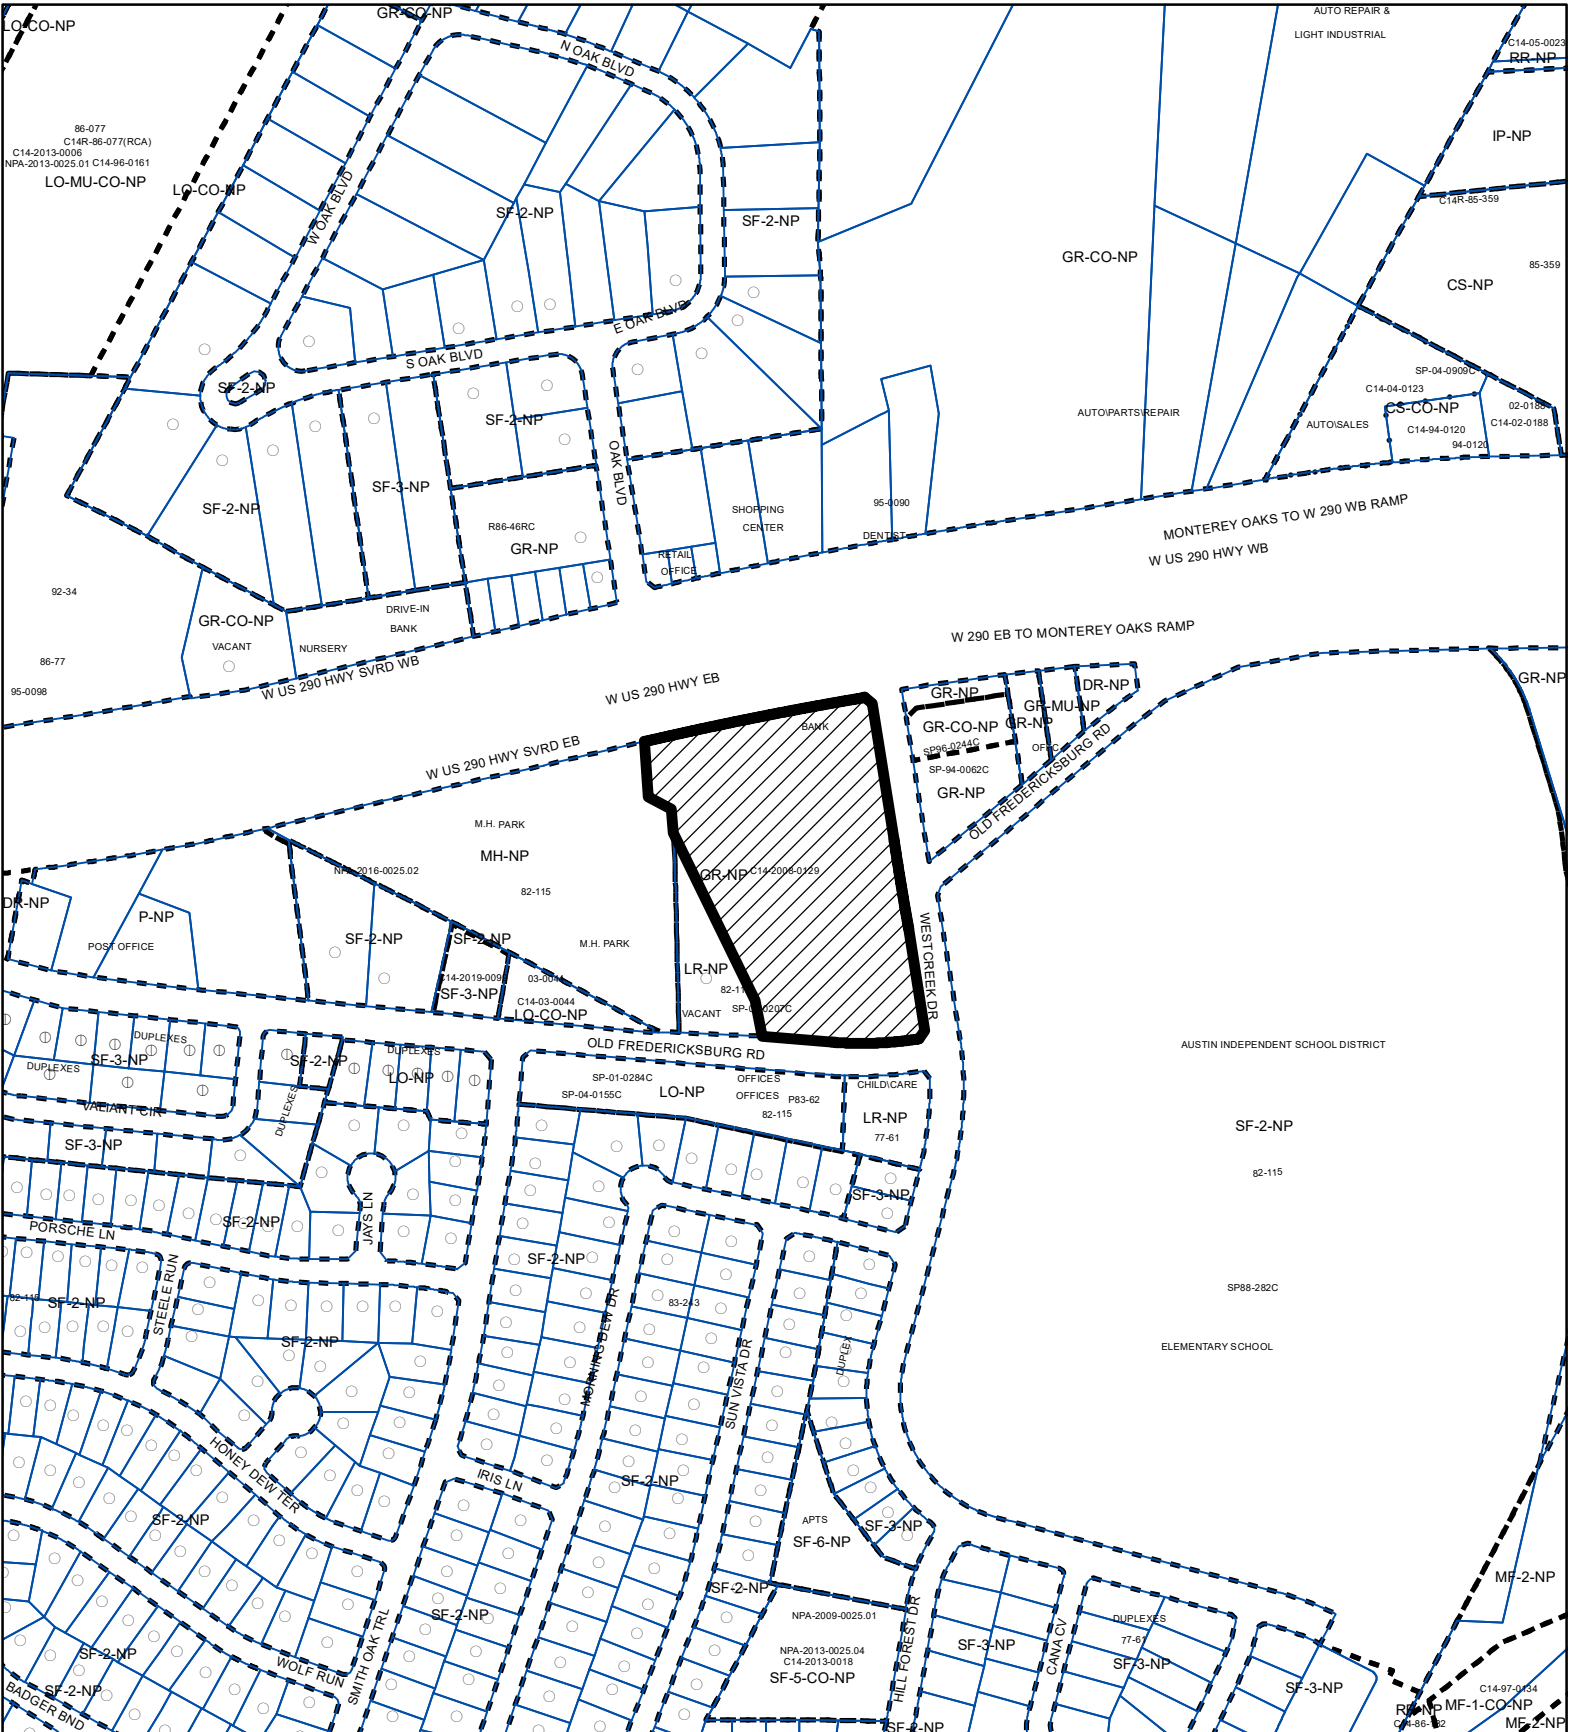 GR-CO-NP
AUTO REPAIR &
LIGHT INDUSTRIAL
LO-CO-NP
N OAK BLVD
C14-05-0023
RR-NP
86-077
C14R-86-077(RCA)
C14-2013-0006
NPA-2013-0025.01 C14-96-0161
LO-MU-CO-NP
LO-CO-NP
IP-NP
C14R-85-359
W OAK BLVD
SF-2-NP
SF-2-NP
GR-CO-NP
85-359
CS-NP
E OAK BLVD
S OAK BLVD
SF-2-NP
SP-04-0909C
C14-04-0123
CS-CO-NP
02-0188
C14-02-0188
C14-94-0120
94-0120
AUTO\PARTS\REPAIR
AUTO\SALES
SF-2-NP
OAK BLVD
SF-3-NP
SF-2-NP
SHOPPING
CENTER
95-0090
DENTIST
R86-46RC
GR-NP
MONTEREY OAKS TO W 290 WB RAMP
W US 290 HWY WB
RETAIL
OFFICE
92-34
DRIVE-IN
BANK
GR-CO-NP
VACANT
NURSERY
86-77
95-0098
W US 290 HWY SVRD WB
W 290 EB TO MONTEREY OAKS RAMP
W US 290 HWY EB
GR-NP
DR-NP
GR-NP
GR-MU-NP
GR-CO-NP
GR-NP
BANK
SP96-0244C
OFFC
SP-94-0062C
GR-NP
OLD FREDERICKSBURG RD
W US 290 HWY SVRD EB
M.H. PARK
MH-NP
NPA-2016-0025.02
82-115
GR-NP
C14-2008-0129
DR-NP
P-NP
POST OFFICE
SF-2-NP
SF-2-NP
M.H. PARK
WESTCREEK DR
LR-NP
03-0044
SF-3-NP
C14-03-0044
LO-CO-NP
VACANT
OLD FREDERICKSBURG RD
AUSTIN INDEPENDENT SCHOOL DISTRICT
DUPLEXES
SF-3-NP
DUPLEXES
SF-2-NP
DUPLEXES
LO-NP
DUPLEXES
SP-01-0284C
SP-04-0155C
LO-NP
OFFICES
OFFICES
P83-62
82-115
CHILD\CARE
LR-NP
77-61
VALIANT CIR
SF-3-NP
SF-2-NP
82-115
SF-3-NP
JAYS LN
SF-2-NP
PORSCHE LN
STEELE RUN
SF-2-NP
SF-2-NP
SP88-282C
83-243
MORNING DEW DR
SF-2-NP
SUN VISTA DR
DUPLEX
ELEMENTARY SCHOOL
HONEY DEW TER
IRIS LN
SF-2-NP
SF-2-NP
APTS
SF-6-NP
SF-3-NP
SF-2-NP
MF-2-NP
SMITH OAK TRL
SF-2-NP
NPA-2009-0025.01
HILL FOREST DR
CANA CV
DUPLEXES
77-61
SF-3-NP
SF-3-NP
SF-2-NP
WOLF RUN
NPA-2013-0025.04
C14-2013-0018
SF-5-CO-NP
SF-3-NP
BADGER BND
SF-2-NP
C14-97-0134
MF-1-CO-NP
RR-NP
MF-2-NP
SF-2-NP
GR-NP